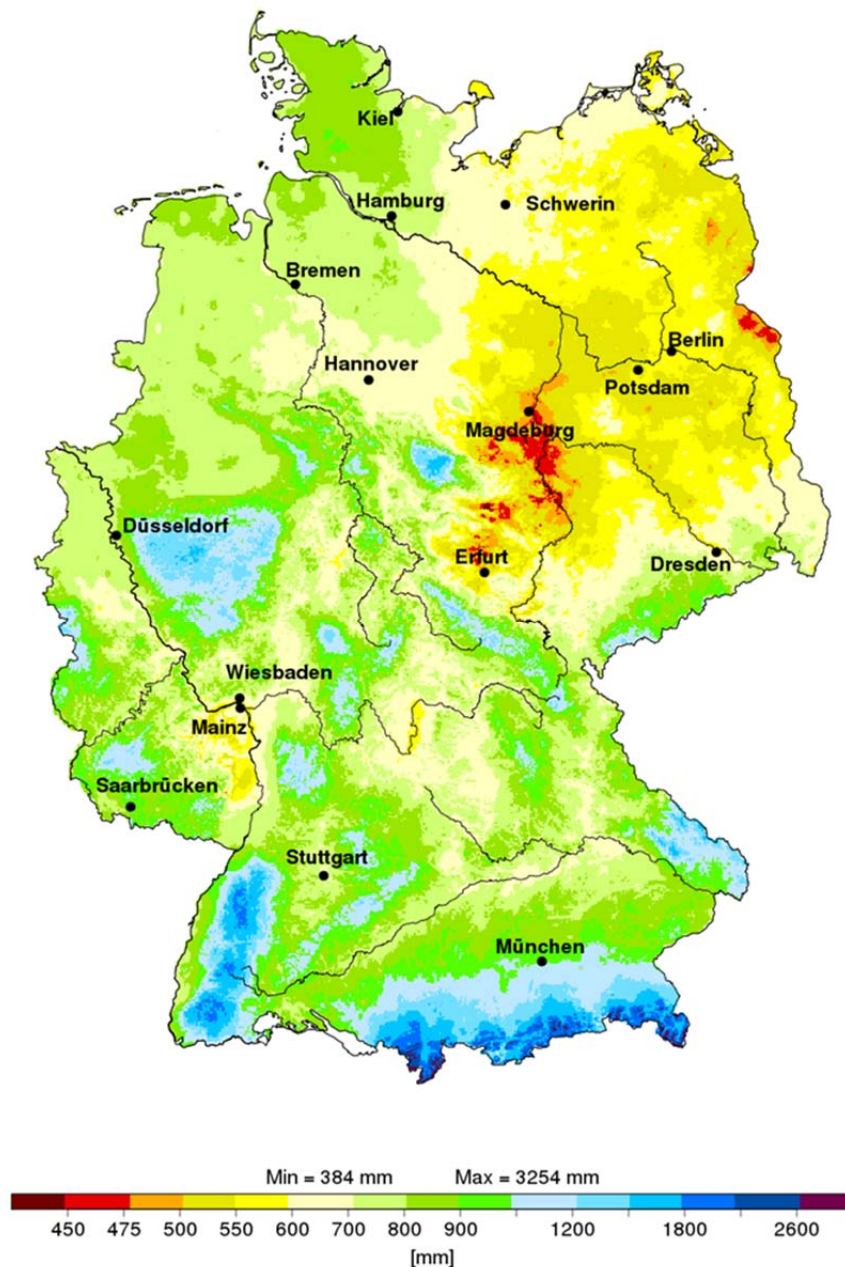 Kiel
Hamburg
Schwerin
Bremen
Berlin
Hannover
Potsdam
Magdeburg
Düsseldorf
Erfurt
Dresden
Wiesbaden
Mainz
Saarbrücken
Stuttgart
München
Min = 384 mm Max = 3254 mm
450 475 500 550 600 700 800 900 1200 1800 2600
[mm]